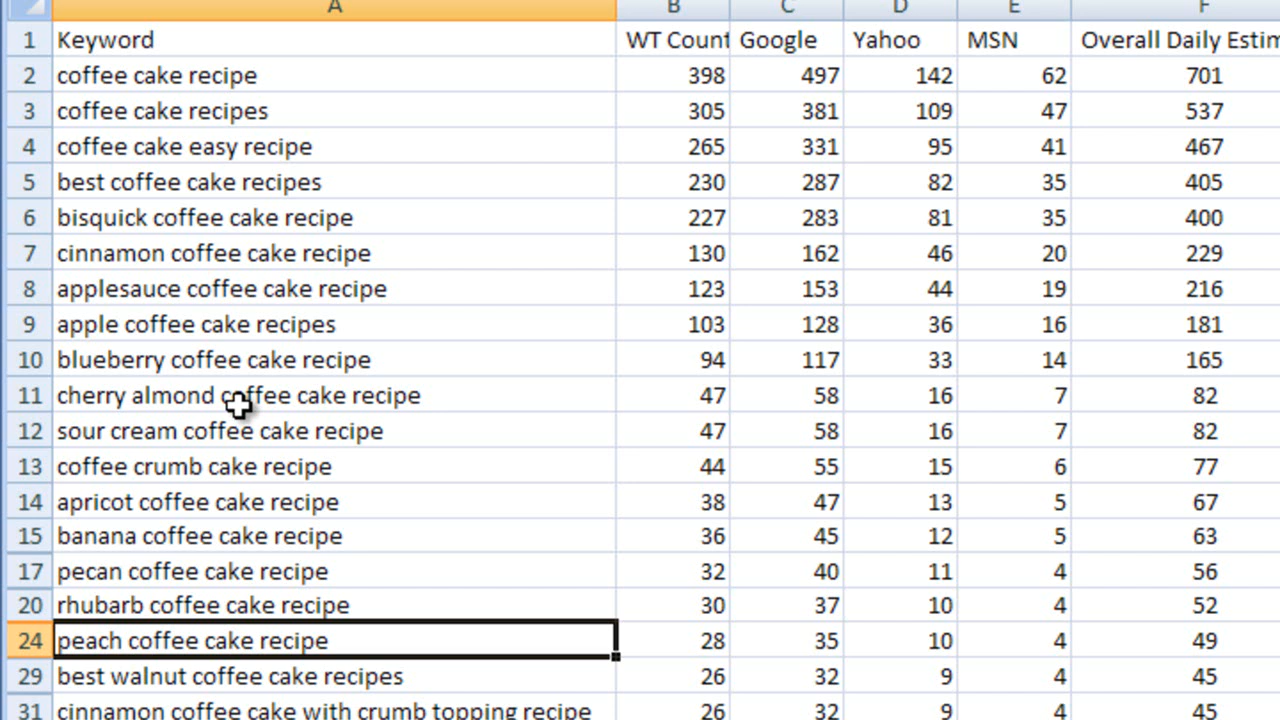 A B C D E F
1 Keyword WT Count Google Yahoo MSN Overall Daily Estim
2 coffee cake recipe 398 497 142 62 701
3 coffee cake recipes 305 381 109 47 537
4 coffee cake easy recipe 265 331 95 41 467
5 best coffee cake recipes 230 287 82 35 405
6 bisquick coffee cake recipe 227 283 81 35 400
7 cinnamon coffee cake recipe 130 162 46 20 229
8 applesauce coffee cake recipe 123 153 44 19 216
9 apple coffee cake recipes 103 128 36 16 181
10 blueberry coffee cake recipe 94 117 33 14 165
11 cherry almond coffee cake recipe 47 58 16 7 82
12 sour cream coffee cake recipe 47 58 16 7 82
13 coffee crumb cake recipe 44 55 15 6 77
14 apricot coffee cake recipe 38 47 13 5 67
15 banana coffee cake recipe 36 45 12 5 63
17 pecan coffee cake recipe 32 40 11 4 56
20 rhubarb coffee cake recipe 30 37 10 4 52
24 peach coffee cake recipe 28 35 10 4 49
29 best walnut coffee cake recipes 26 32 9 4 45
31 cinnamon coffee cake with crumb topping recipe 26 32 9 4 45